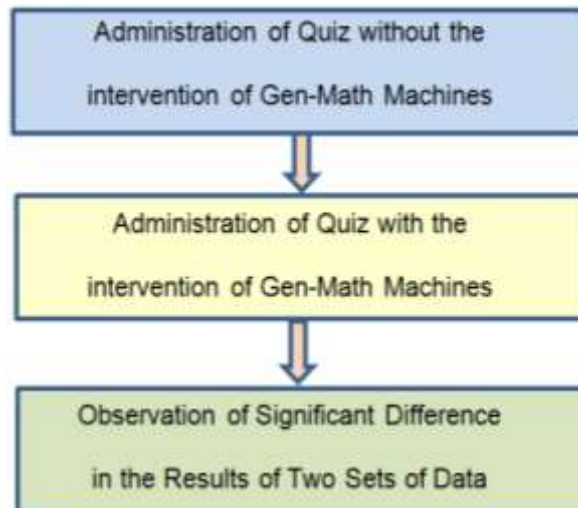 Administration of Quiz without the
intervention of Gen-Math Machines
Administration of Quiz with the
intervention of Gen-Math Machines
Observation of Significant Difference
in the Results of Two Sets of Data